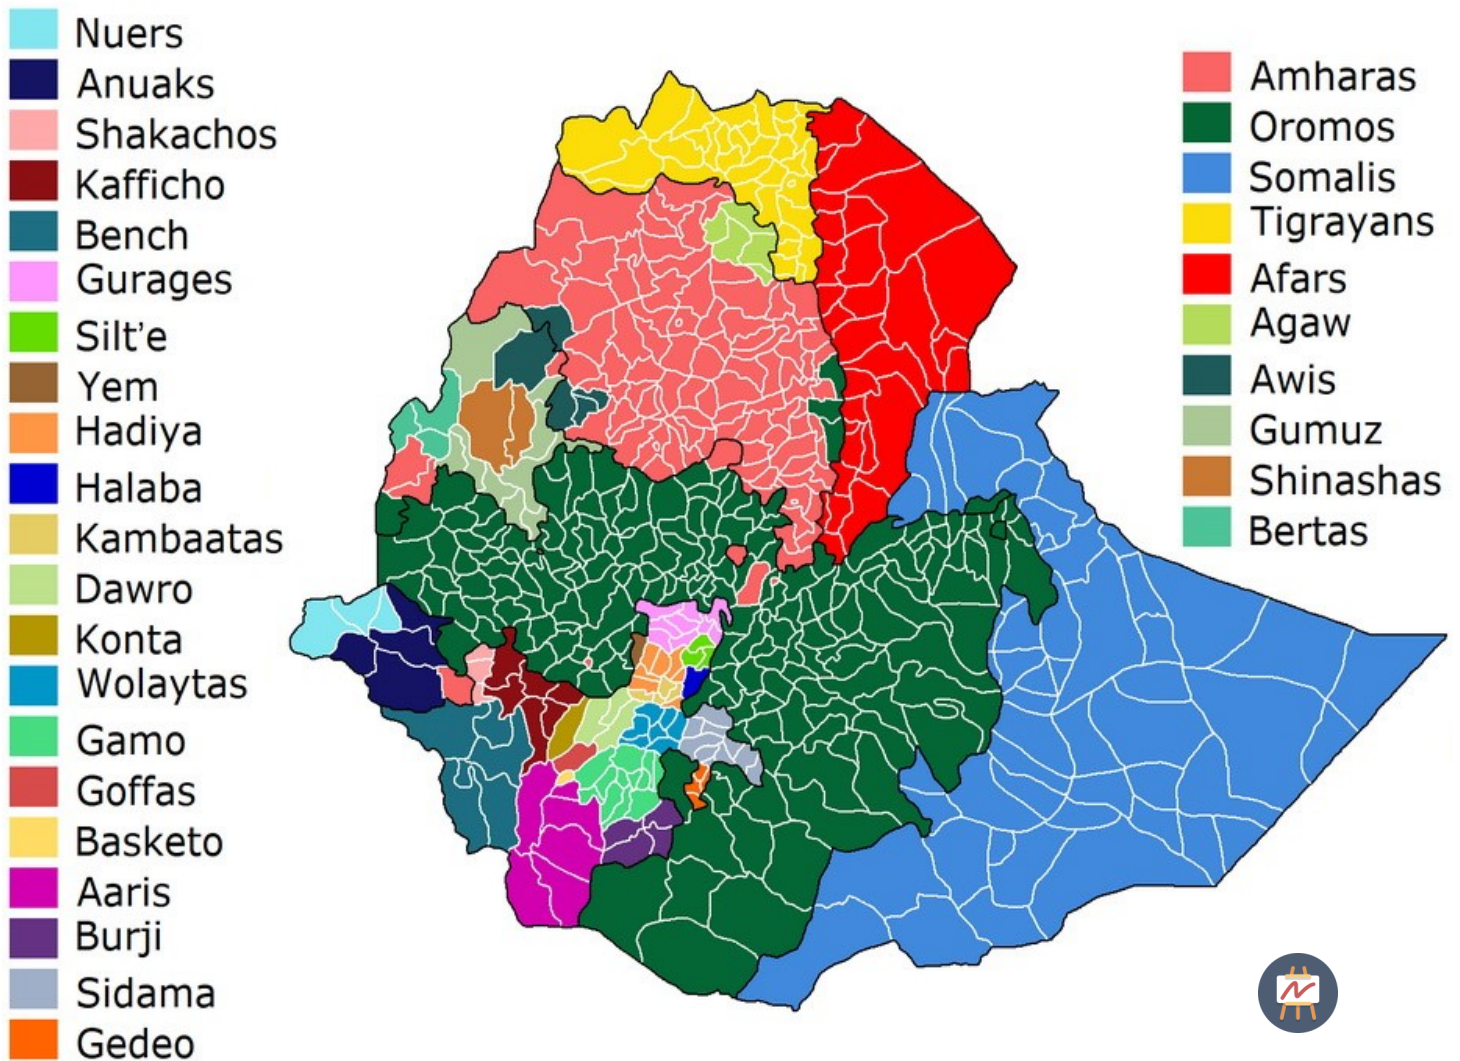 Nuers
Anuaks
Shakachos
Kafficho
Bench
Gurages
Silt'e
Yem
Hadiya
Halaba
Kambaatas
Dawro
Konta
Wolaytas
Gamo
Goffas
Basketo
Aaris
Burji
Sidama
Gedeo
Amharas
Oromos
Somalis
Tigrayans
Afars
Agaw
Awis
Gumuz
Shinashas
Bertas